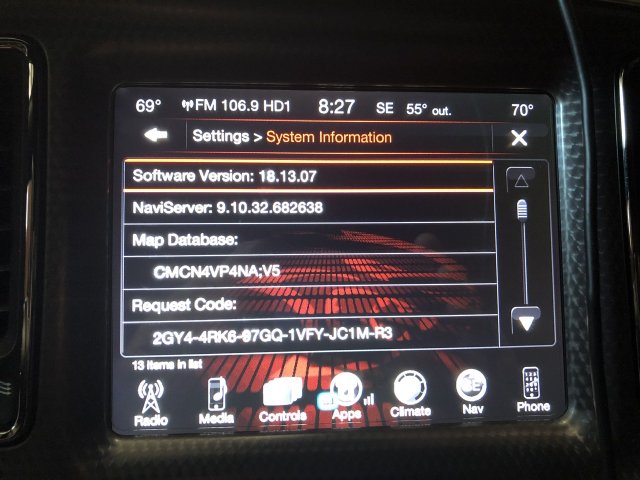 69° FM 106.9 HD1 8:27 SE 55° out. 70°
Settings > System Information
Software Version: 18.13.07
NaviServer: 9.10.32.682638
Map Database:
CMCN4VP4NA;V5
Request Code:
2GY4-4RK6-97GQ-1VFY-JC1M-R3
13 items in list
Radio Media Controls Apps Climate Nav Phone